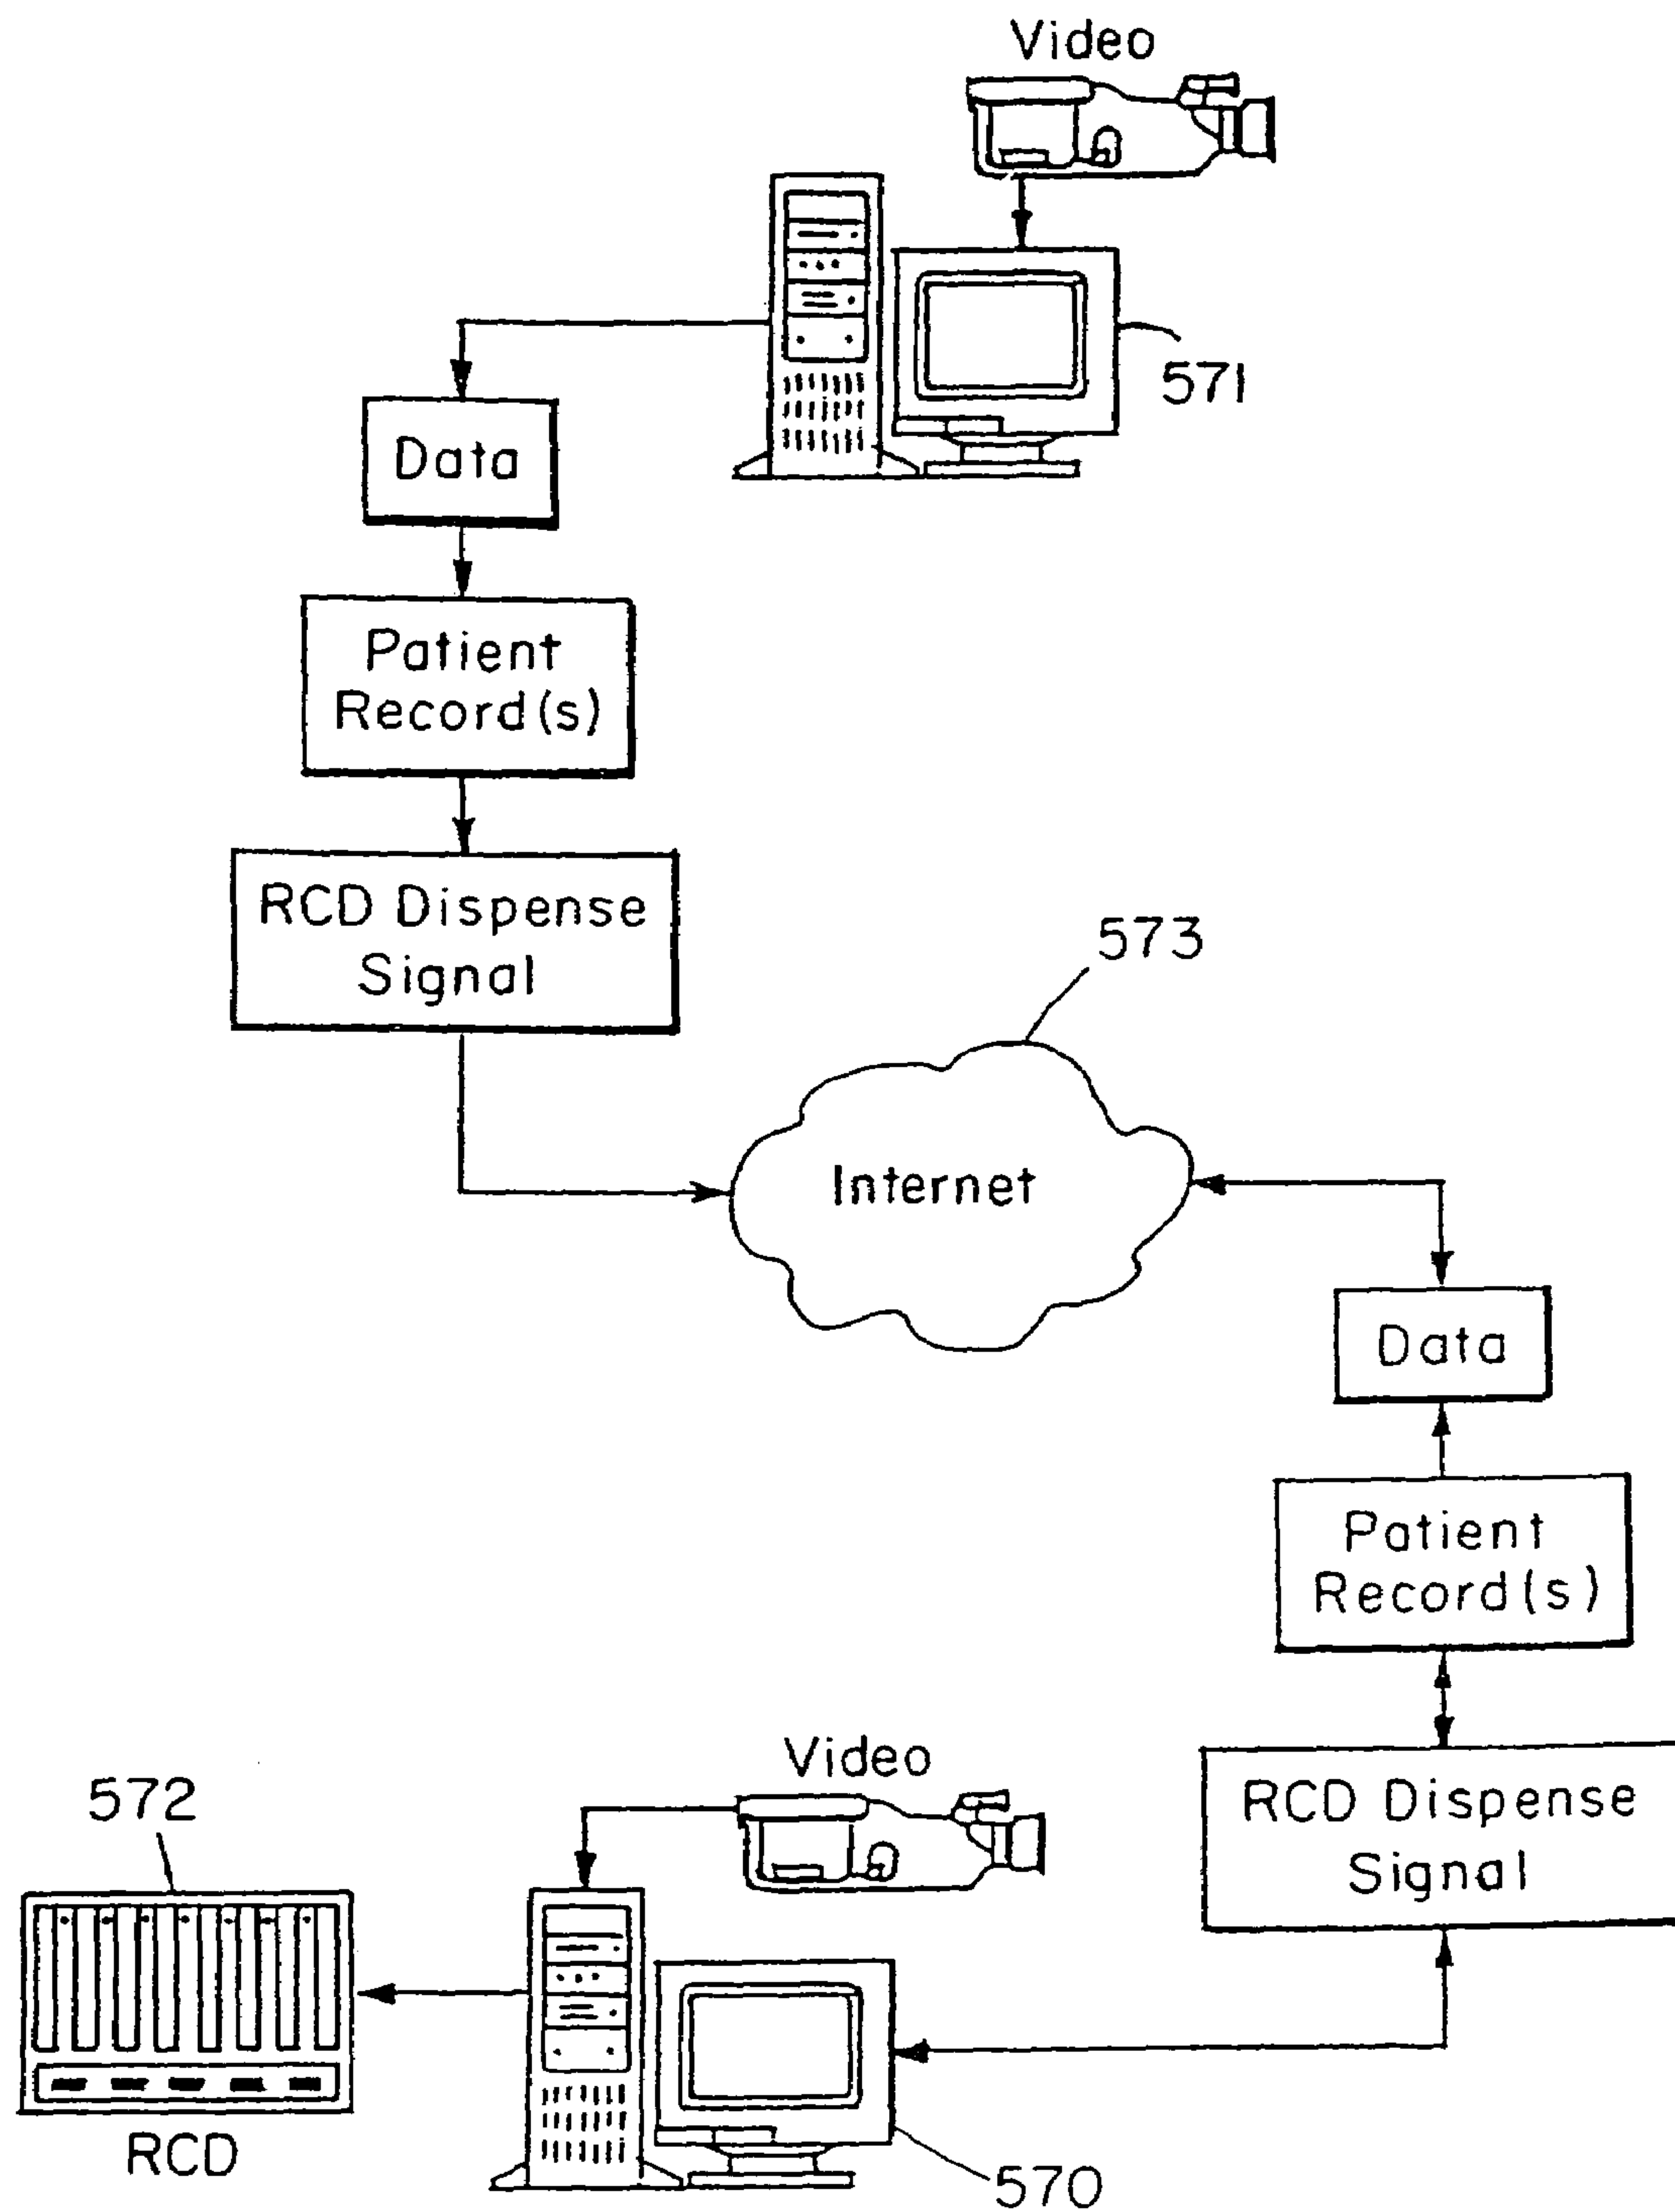 Video
571
Data
Patient
Record(s)
RCD Dispense
Signal
573
Internet
Data
Patient
Record(s)
RCD Dispense
Signal
Video
572
RCD
570